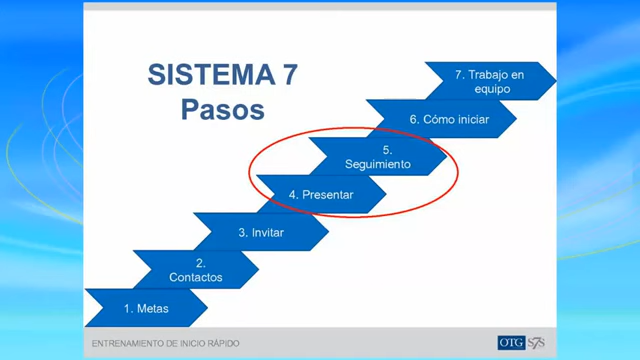 SISTEMA 7
Pasos
7. Trabajo en
equipo
6. Cómo iniciar
5.
Seguimiento
4. Presentar
3. Invitar
2.
Contactos
1. Metas
ENTRENAMIENTO DE INICIO RÁPIDO
OTG S7S